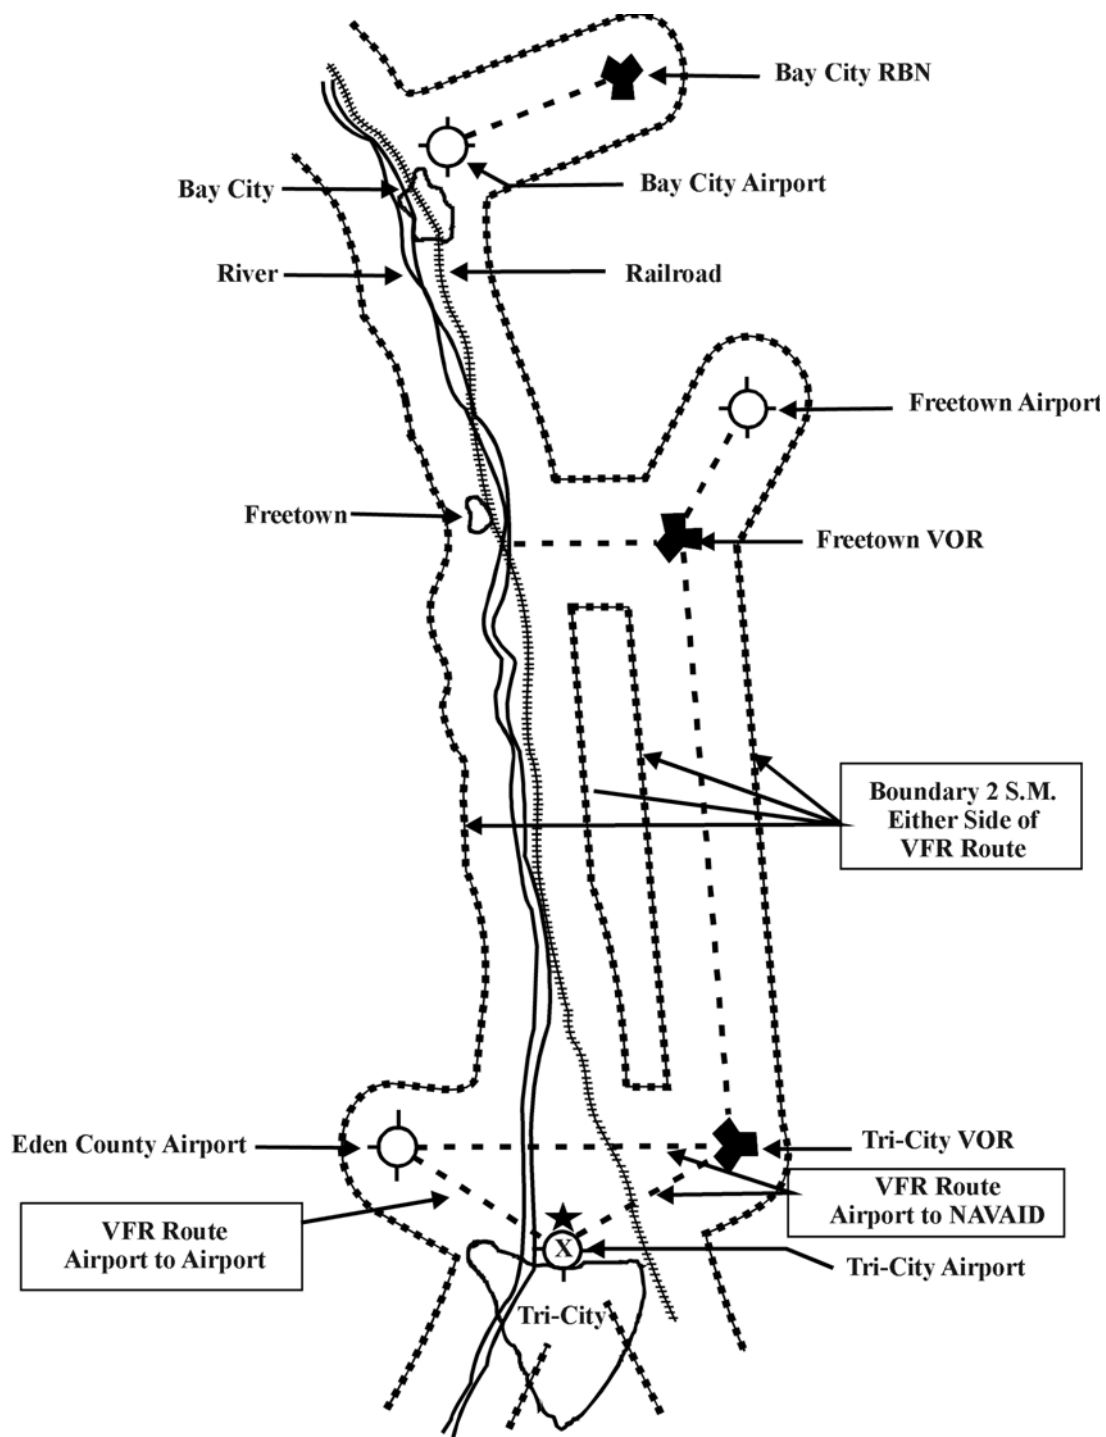 Bay City RBN
Bay City
Bay City Airport
River
Railroad
Freetown Airport
Freetown
Freetown VOR
Boundary 2 S.M.
Either Side of
VFR Route
Eden County Airport
Tri-City VOR
VFR Route
Airport to NAVAID
VFR Route
Airport to Airport
X
Tri-City Airport
Tri-City